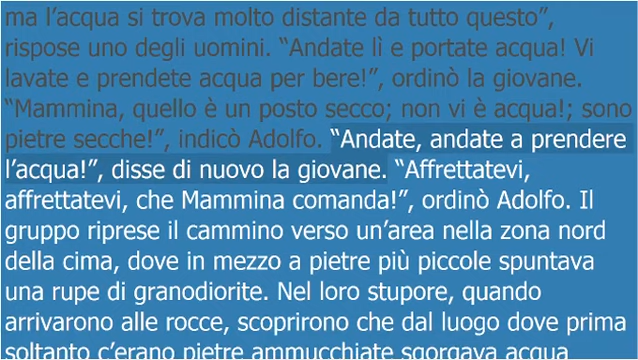 ma l’acqua si trova molto distante da tutto questo”,
rispose uno degli uomini. “Andate lì e portate acqua! Vi
lavate e prendete acqua per bere!”, ordinò la giovane.
“Mammina, quello è un posto secco; non vi è acqua!; sono
pietre secche!”, indicò Adolfo. “Andate, andate a prendere
l’acqua!”, disse di nuovo la giovane. “Affrettatevi,
affrettatevi, che Mammina comanda!”, ordinò Adolfo. Il
gruppo riprese il cammino verso un’area nella zona nord
della cima, dove in mezzo a pietre più piccole spuntava
una rupe di granodiorite. Nel loro stupore, quando
arrivarono alle rocce, scoprirono che dal luogo dove prima
soltanto c’erano pietre ammucchiate sgorgava acqua